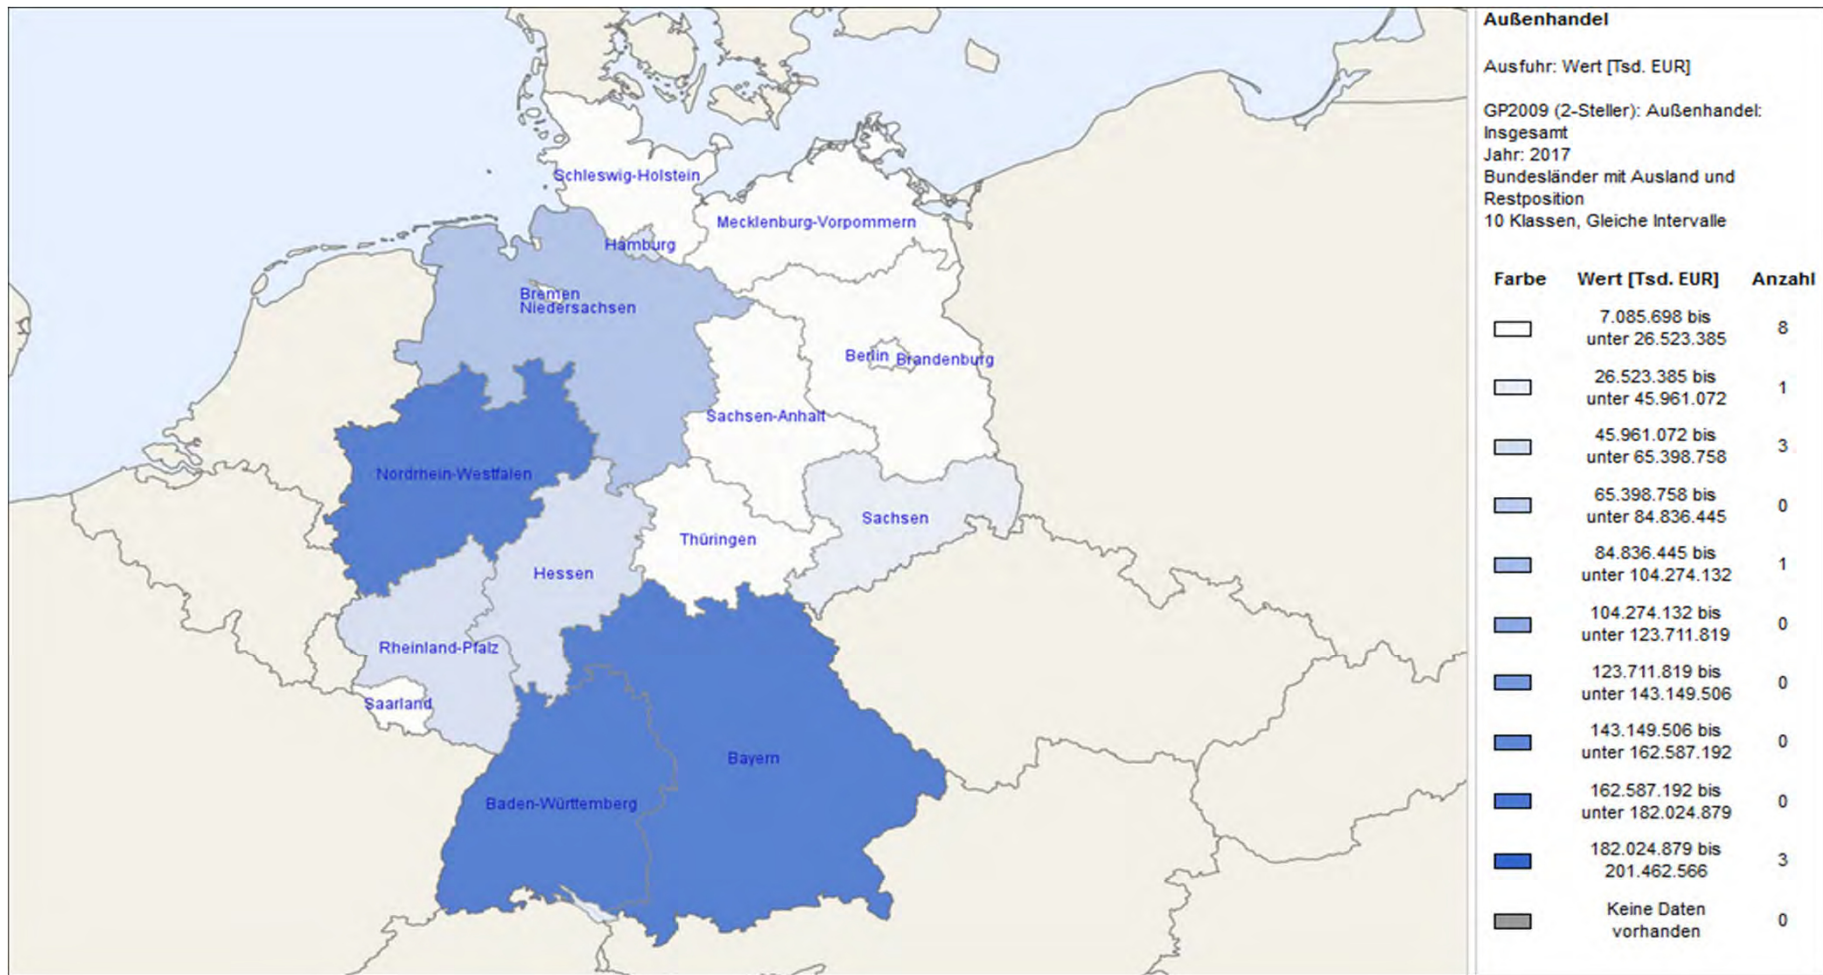 Schleswig-Holstein
Mecklenburg-Vorpommern
Hamburg
Bremen
Niedersachsen
Berlin
Brandenburg
Sachsen-Anhalt
Nordrhein-Westfalen
Sachsen
Thüringen
Hessen
Rheinland-Pfalz
Saarland
Bayern
Baden-Württemberg
Außenhandel
Ausfuhr: Wert [Tsd. EUR]
GP2009 (2-Steller): Außenhandel:
Insgesamt
Jahr: 2017
Bundesländer mit Ausland und
Restposition
10 Klassen, Gleiche Intervalle
Farbe Wert [Tsd. EUR] Anzahl
7.085.698 bis
unter 26.523.385 8
26.523.385 bis
unter 45.961.072 1
45.961.072 bis
unter 65.398.758 3
65.398.758 bis
unter 84.836.445 0
84.836.445 bis
unter 104.274.132 1
104.274.132 bis
unter 123.711.819 0
123.711.819 bis
unter 143.149.506 0
143.149.506 bis
unter 162.587.192 0
162.587.192 bis
unter 182.024.879 0
182.024.879 bis
201.462.566 3
Keine Daten
vorhanden 0